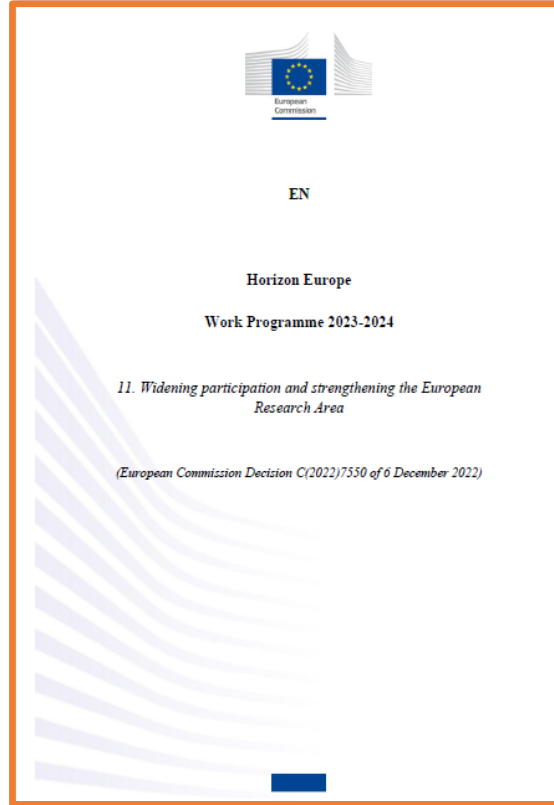 European
Commission
EN
Horizon Europe
Work Programme 2023-2024
11. Widening participation and strengthening the European
Research Area
(European Commission Decision C(2022)7550 of 6 December 2022)